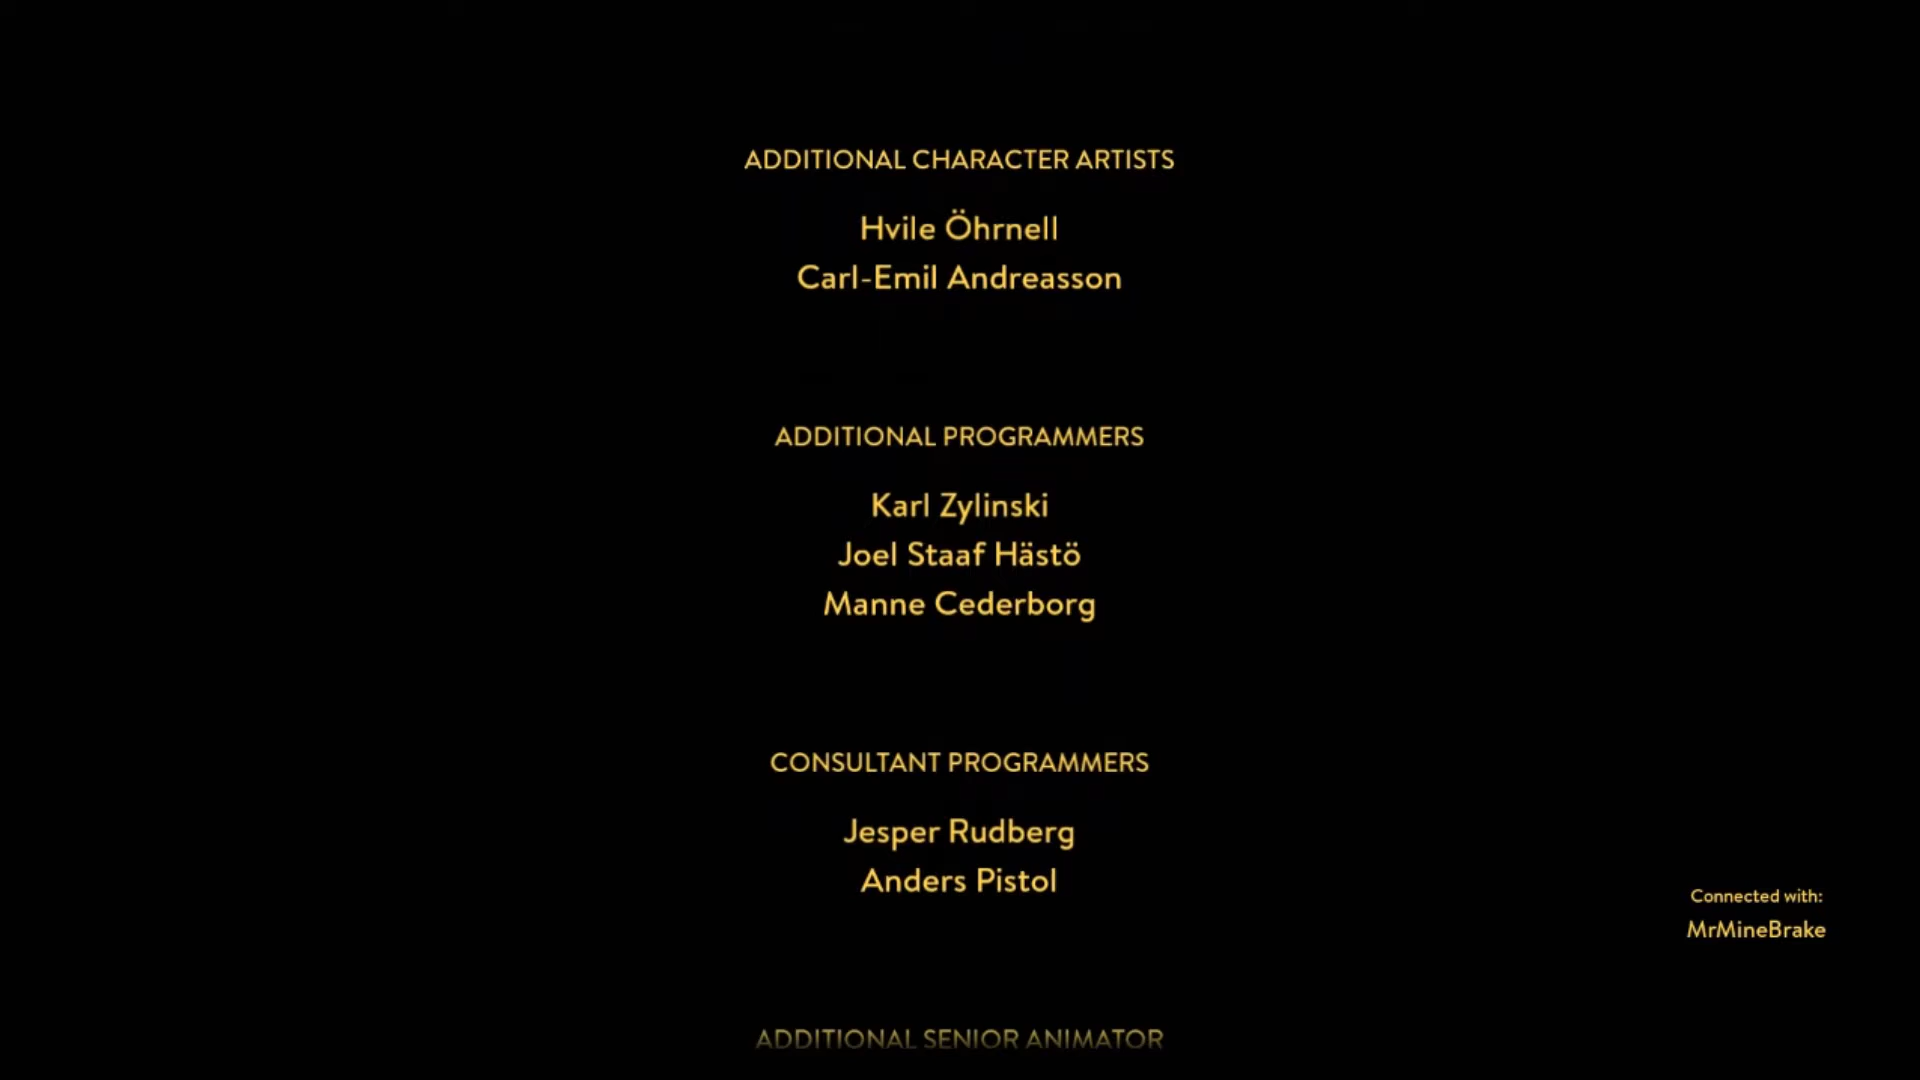 ADDITIONAL CHARACTER ARTISTS
Hvile Öhrnell
Carl-Emil Andreasson
ADDITIONAL PROGRAMMERS
Karl Zylinski
Joel Staaf Hästö
Manne Cederborg
CONSULTANT PROGRAMMERS
Jesper Rudberg
Anders Pistol
Connected with:
MrMineBrake
ADDITIONAL SENIOR ANIMATOR